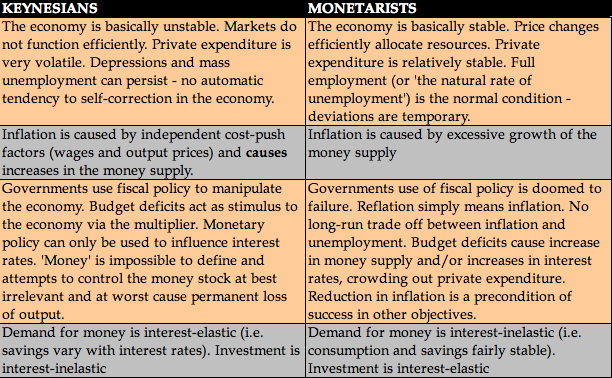 KEYNESIANS
MONETARISTS
The economy is basically unstable. Markets do
not function efficiently. Private expenditure is
very volatile. Depressions and mass
unemployment can persist - no automatic
tendency to self-correction in the economy.
The economy is basically stable. Price changes
efficiently allocate resources. Private
expenditure is relatively stable. Full
employment (or 'the natural rate of
unemployment') is the normal condition -
deviations are temporary.
Inflation is caused by independent cost-push
factors (wages and output prices) and causes
increases in the money supply.
Inflation is caused by excessive growth of the
money supply
Governments use fiscal policy to manipulate
the economy. Budget deficits act as stimulus to
the economy via the multiplier. Monetary
policy can only be used to influence interest
rates. 'Money' is impossible to define and
attempts to control the money stock at best
irrelevant and at worst cause permanent loss
of output.
Governments use of fiscal policy is doomed to
failure. Reflation simply means inflation. No
long-run trade off between inflation and
unemployment. Budget deficits cause increase
in money supply and/or increases in interest
rates, crowding out private expenditure.
Reduction in inflation is a precondition of
success in other objectives.
Demand for money is interest-elastic (i.e.
savings vary with interest rates). Investment is
interest-inelastic
Demand for money is interest-inelastic (i.e.
consumption and savings fairly stable).
Investment is interest-elastic